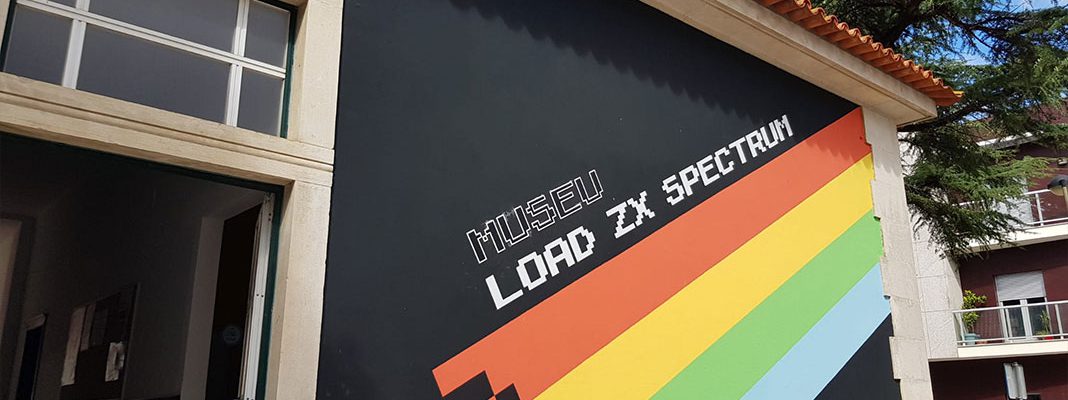 MUSEU
LOAD ZX SPECTRUM